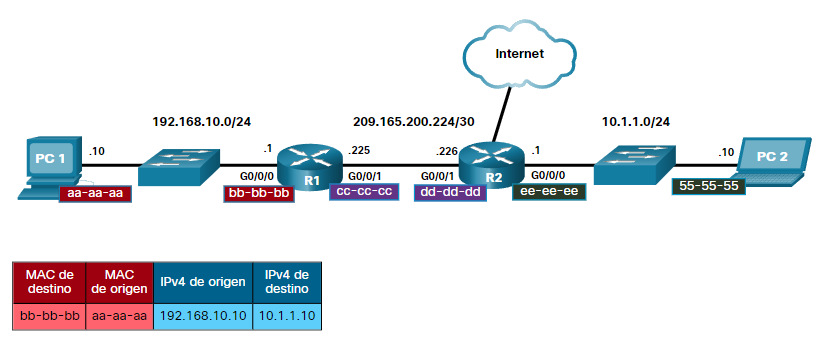 Internet
192.168.10.0/24
209.165.200.224/30
10.1.1.0/24
PC 1
.10
.1
R1
.225
.226
R2
.1
.10
PC 2
G0/0/0
G0/0/1
G0/0/1
G0/0/0
aa-aa-aa
bb-bb-bb
cc-cc-cc
dd-dd-dd
ee-ee-ee
55-55-55
MAC de destino
MAC de origen
IPv4 de origen
IPv4 de destino
bb-bb-bb
aa-aa-aa
192.168.10.10
10.1.1.10